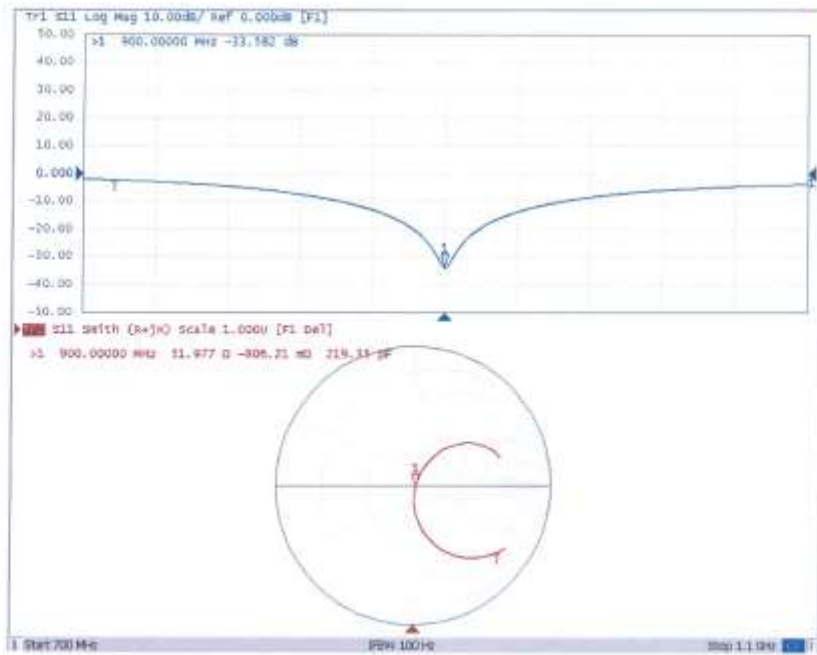 Tr1 S11 Log Mag 10.00dB/ Ref 0.000dB [F1]
50.00
>1 900.00000 MHz -33.582 dB
40.00
30.00
20.00
10.00
0.000
-10.00
-20.00
-30.00
-40.00
-50.00
S11 Smith (R+jX) Scale 1.000U [F1 Del]
>1 900.00000 MHz 51.977 Ω -806.21 mΩ 219.35 pF
1 Start 700 MHz IFBW 100 Hz Stop 1.1 GHz